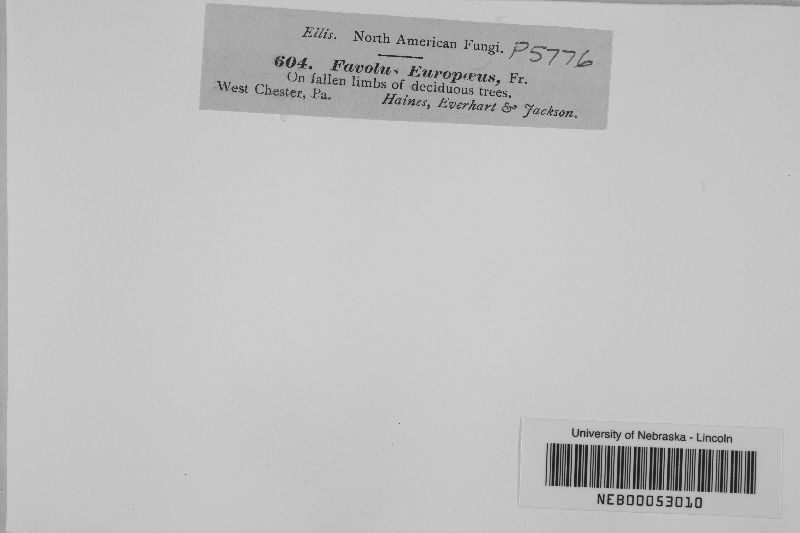 Ellis. North American Fungi. P5776
604. Favolus Europæus, Fr.
On fallen limbs of deciduous trees.
West Chester, Pa. Haines, Everhart & Jackson.
University of Nebraska - Lincoln
NEB00053010